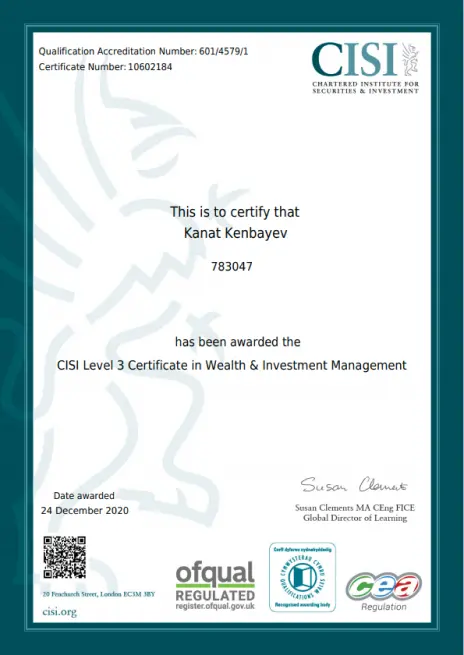 Qualification Accreditation Number: 601/4579/1
Certificate Number: 10602184
CISI
CHARTERED INSTITUTE FOR
SECURITIES & INVESTMENT
This is to certify that
Kanat Kenbayev
783047
has been awarded the
CISI Level 3 Certificate in Wealth & Investment Management
Susan Clements
Date awarded
24 December 2020
Susan Clements MA CEng FICE
Global Director of Learning
20 Fenchurch Street, London EC3M 3BY
cisi.org
ofqual
REGULATED
register.ofqual.gov.uk
Corff dyfarnu cydnabyddedig
CYMWYSTERAU CYMRU
QUALIFICATIONS WALES
Recognised awarding body
cea
Regulation